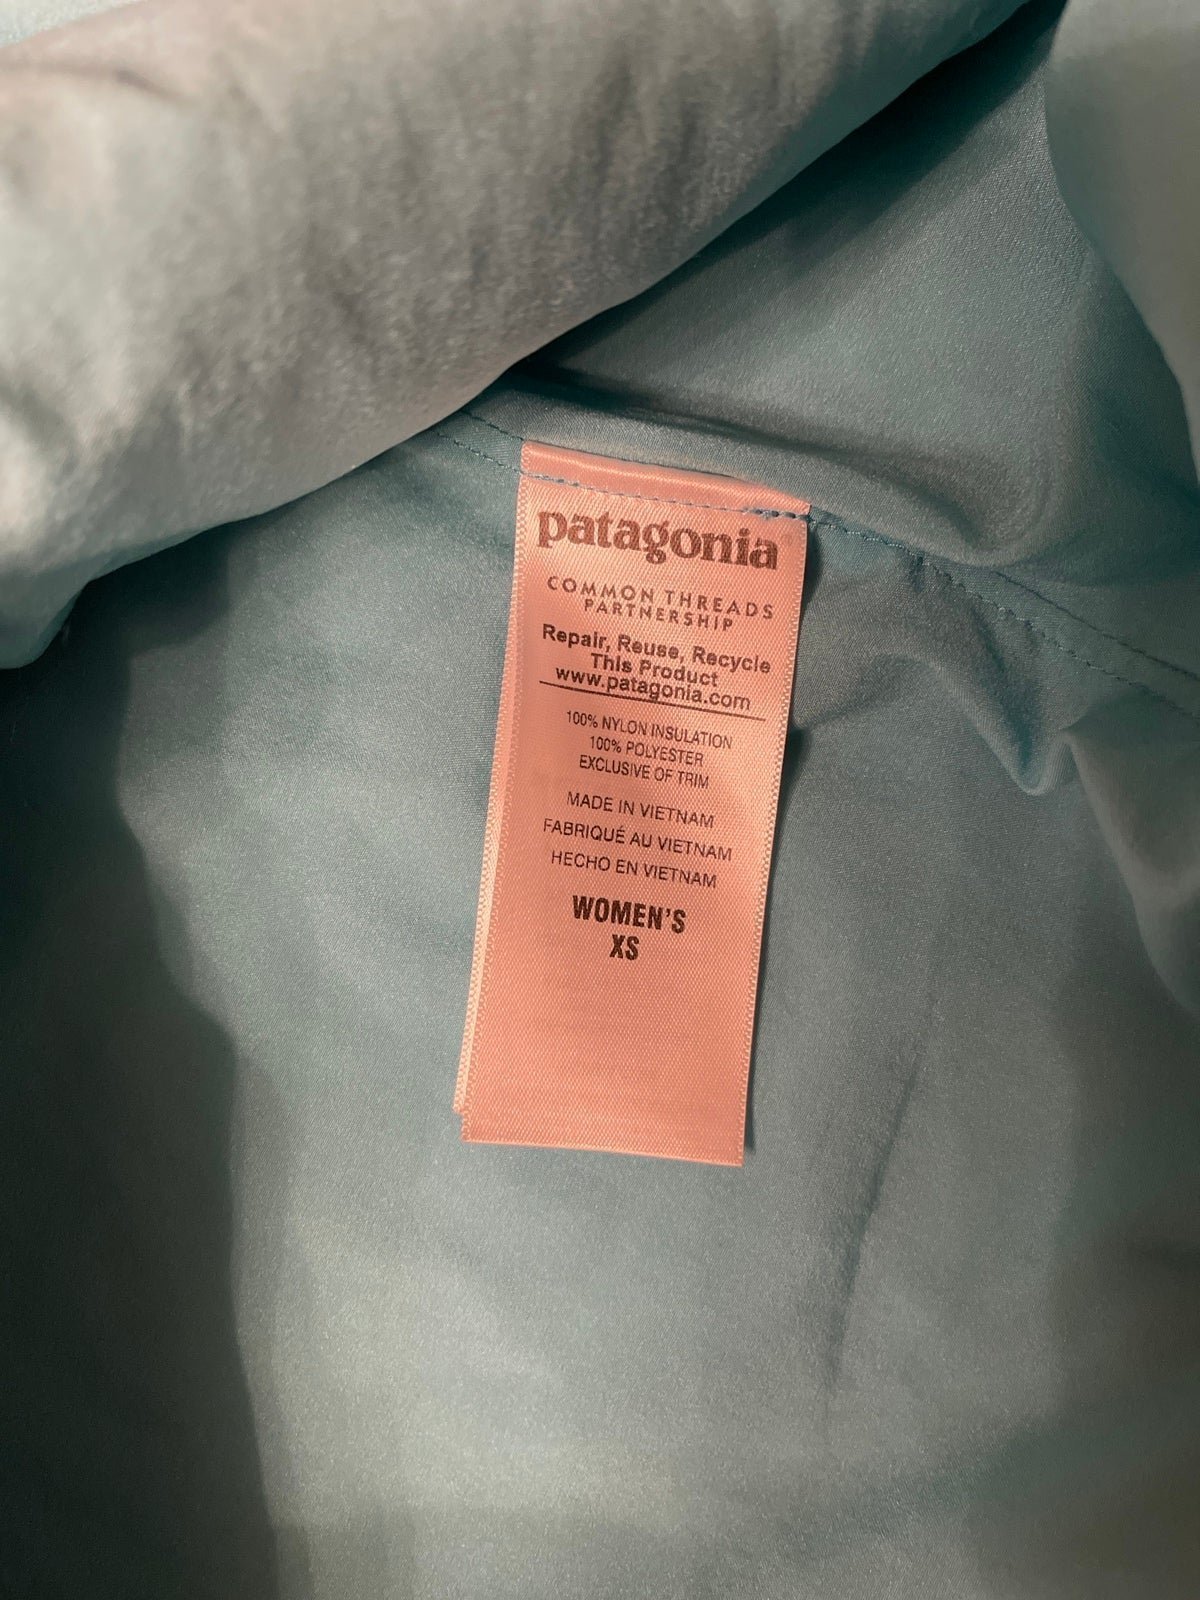 patagonia
COMMON THREADS
PARTNERSHIP
Repair, Reuse, Recycle
This Product
www.patagonia.com
100% NYLON INSULATION
100% POLYESTER
EXCLUSIVE OF TRIM
MADE IN VIETNAM
FABRIQUÉ AU VIETNAM
HECHO EN VIETNAM
WOMEN'S
XS